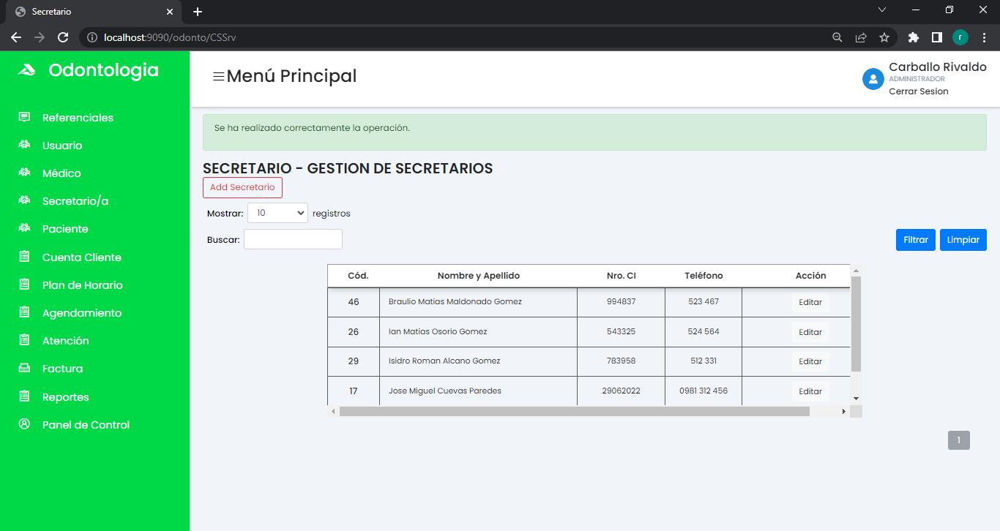 Secretario
localhost:9090/odonto/CSSrv
r
Odontologia
Menú Principal
Carballo Rivaldo
ADMINISTRADOR
Cerrar Sesion
Referenciales
Usuario
Médico
Secretario/a
Paciente
Cuenta Cliente
Plan de Horario
Agendamiento
Atención
Factura
Reportes
Panel de Control
Se ha realizado correctamente la operación.
SECRETARIO - GESTION DE SECRETARIOS
Add Secretario
Mostrar: 10 registros
Buscar:
Filtrar Limpiar
Cód. Nombre y Apellido Nro. CI Teléfono Acción
46 Braulio Matias Maldonado Gomez 994837 523 467 Editar
26 Ian Matias Osorio Gomez 543325 524 564 Editar
29 Isidro Roman Alcano Gomez 783958 512 331 Editar
17 Jose Miguel Cuevas Paredes 29062022 0981 312 456 Editar
1